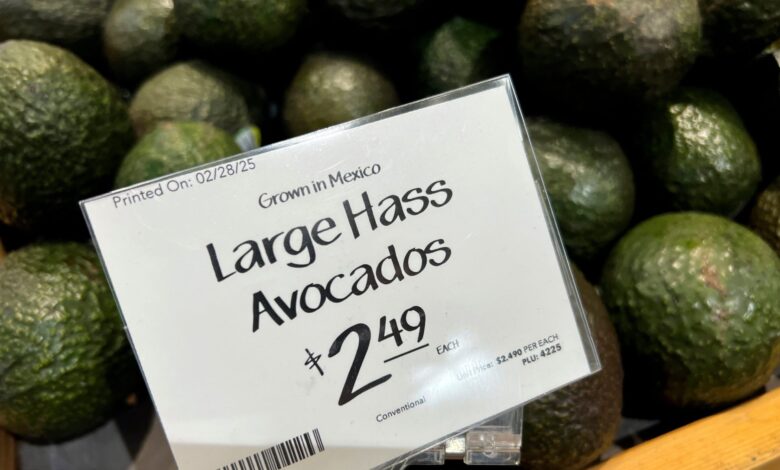 Printed On: 02/28/25
Grown in Mexico
Large Hass
Avocados
$2.49 EACH
Unit Price: $2.490 PER EACH
PLU: 4225
Conventional